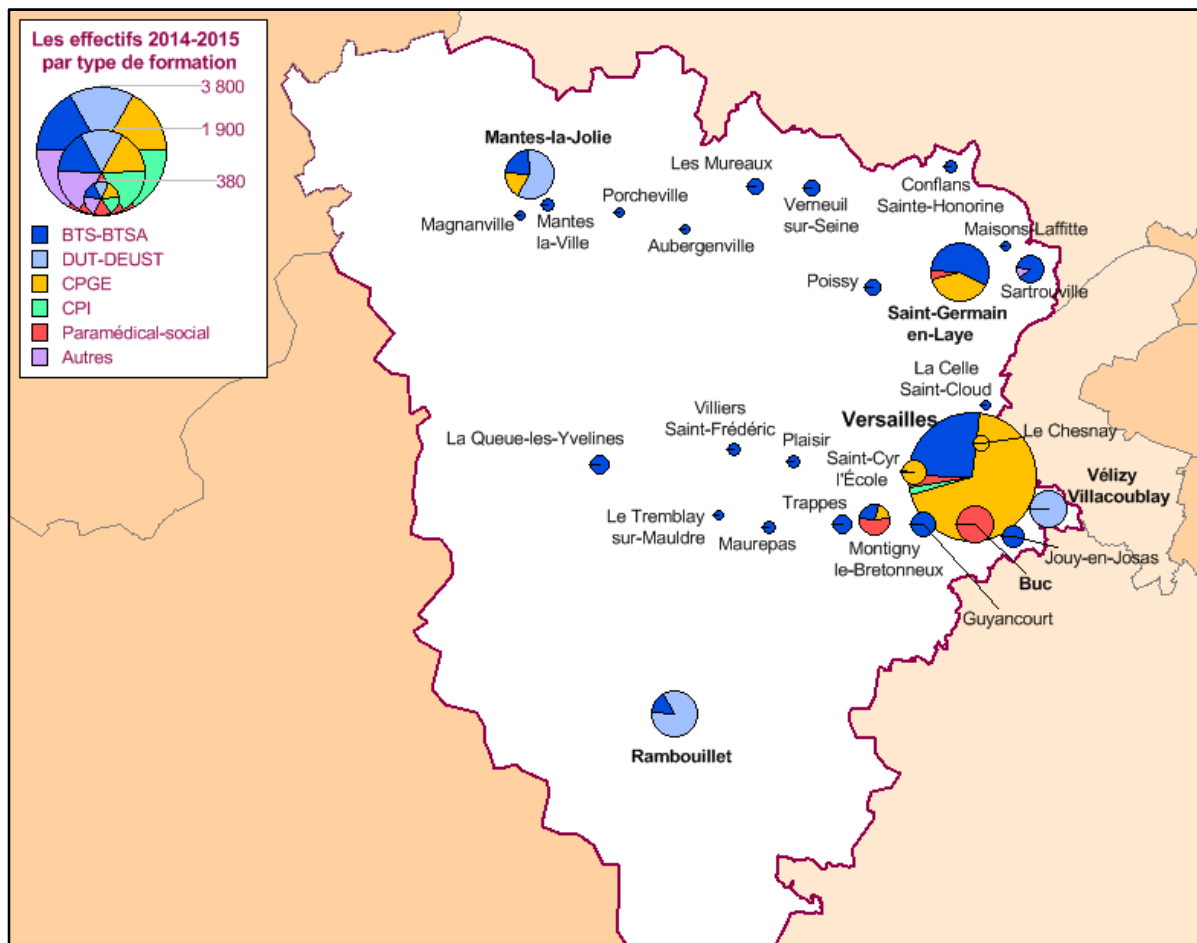 Les effectifs 2014-2015
par type de formation
3 800
1 900
380
BTS-BTSA
DUT-DEUST
CPGE
CPI
Paramédical-social
Autres
Mantes-la-Jolie
Les Mureaux
Conflans
Sainte-Honorine
Porcheville
Verneuil
sur-Seine
Magnanville
Mantes
la-Ville
Aubergenville
Maisons-Laffitte
Poissy
Sartrouville
Saint-Germain
en-Laye
La Celle
Saint-Cloud
Villiers
Saint-Frédéric
Versailles
La Queue-les-Yvelines
Plaisir
Le Chesnay
Saint-Cyr
l'École
Vélizy
Villacoublay
Trappes
Le Tremblay
sur-Mauldre
Maurepas
Montigny
le-Bretonneux
Jouy-en-Josas
Buc
Guyancourt
Rambouillet